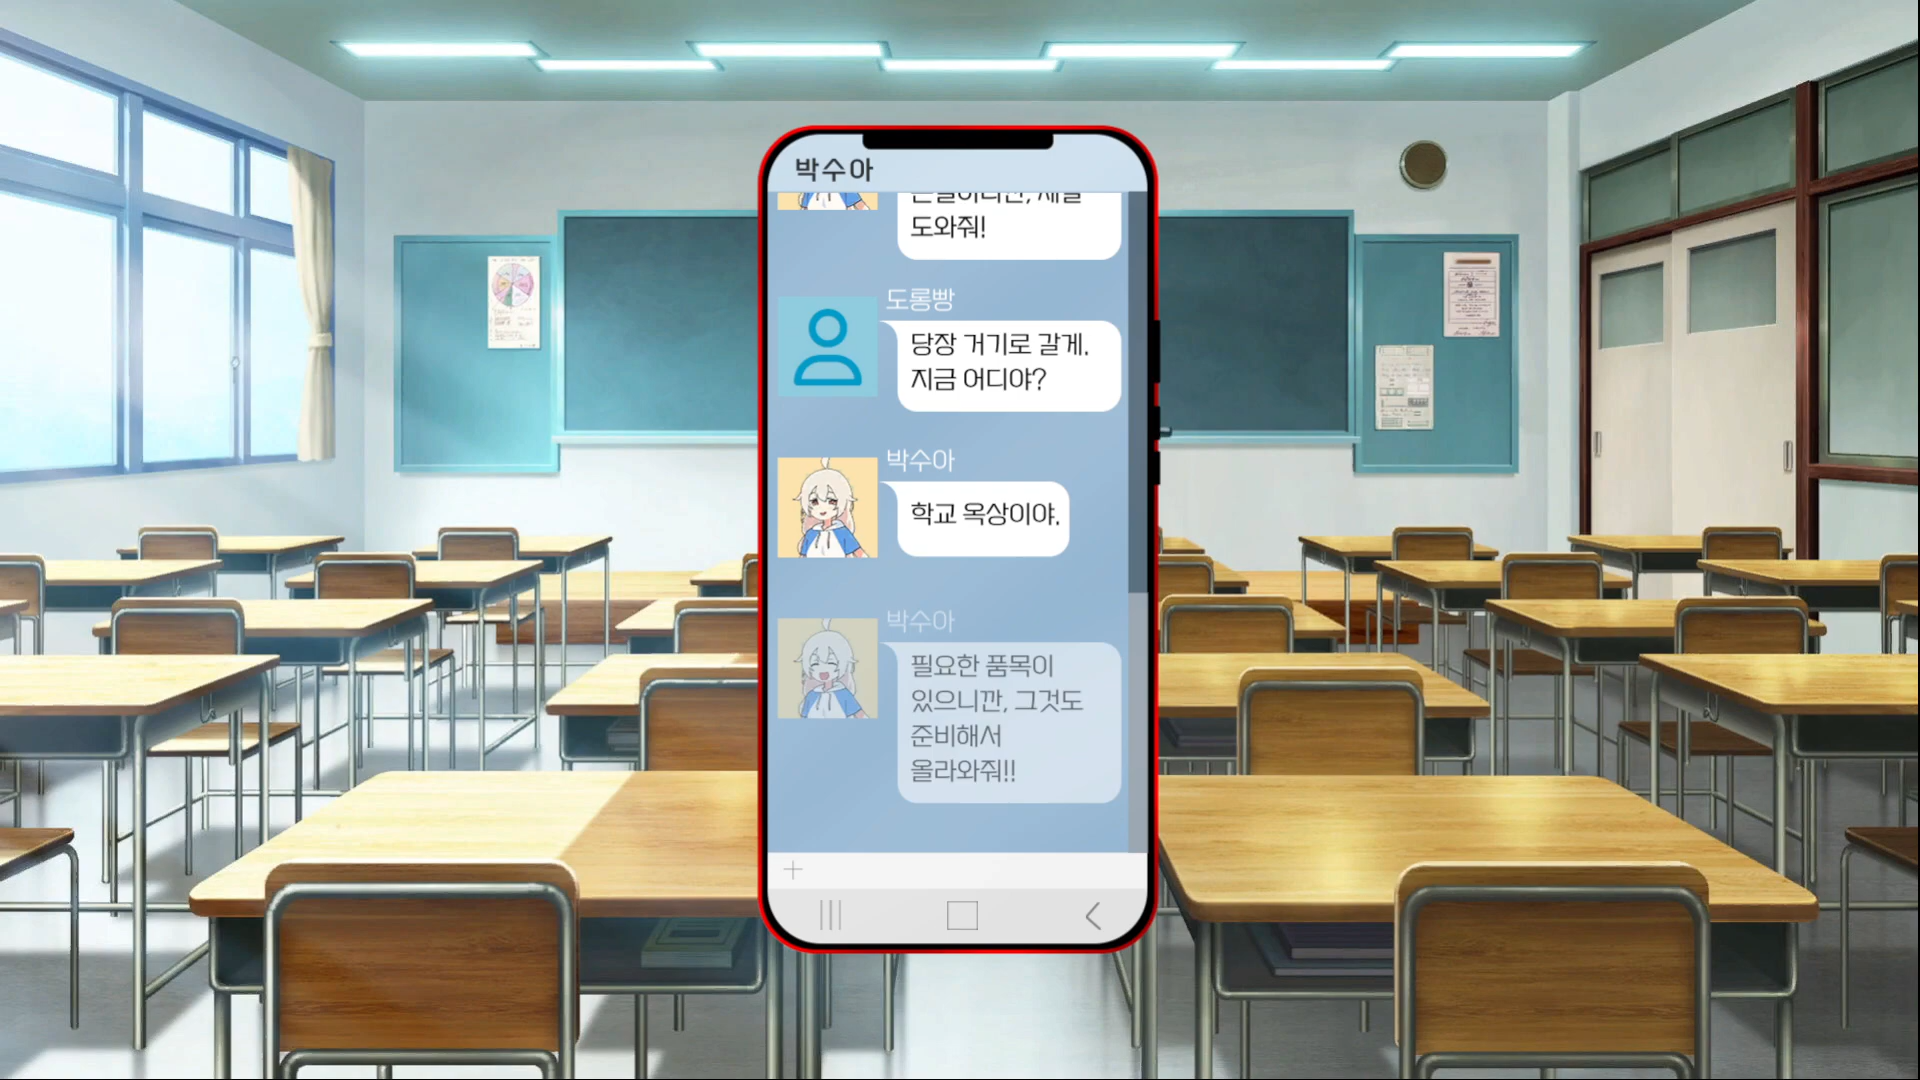 박수아
도와줘!
도롱빵
당장 거기로 갈게.
지금 어디야?
박수아
학교 옥상이야.
박수아
필요한 품목이
있으니깐, 그것도
준비해서
올라와줘!!